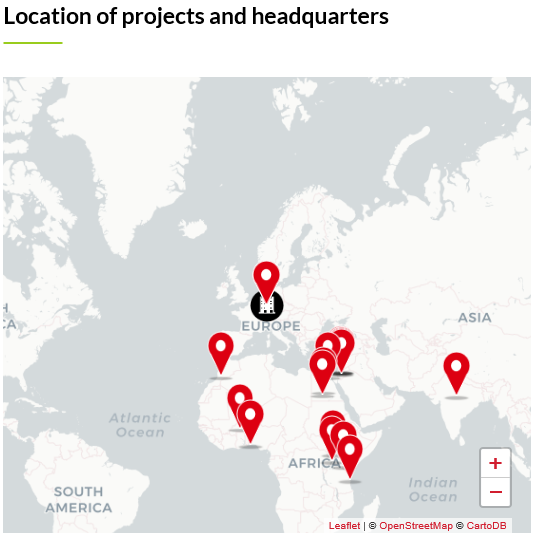 Location of projects and headquarters
ASIA
EUROPE
Atlantic
Ocean
AFRICA
SOUTH
AMERICA
Indian
Ocean
+
−
Leaflet | © OpenStreetMap © CartoDB